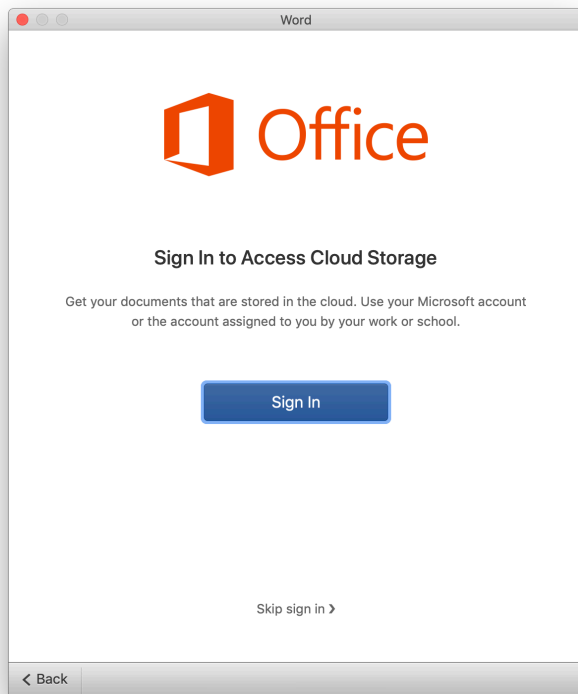 Word
Office
Sign In to Access Cloud Storage
Get your documents that are stored in the cloud. Use your Microsoft account
or the account assigned to you by your work or school.
Sign In
Skip sign in ❯
Back